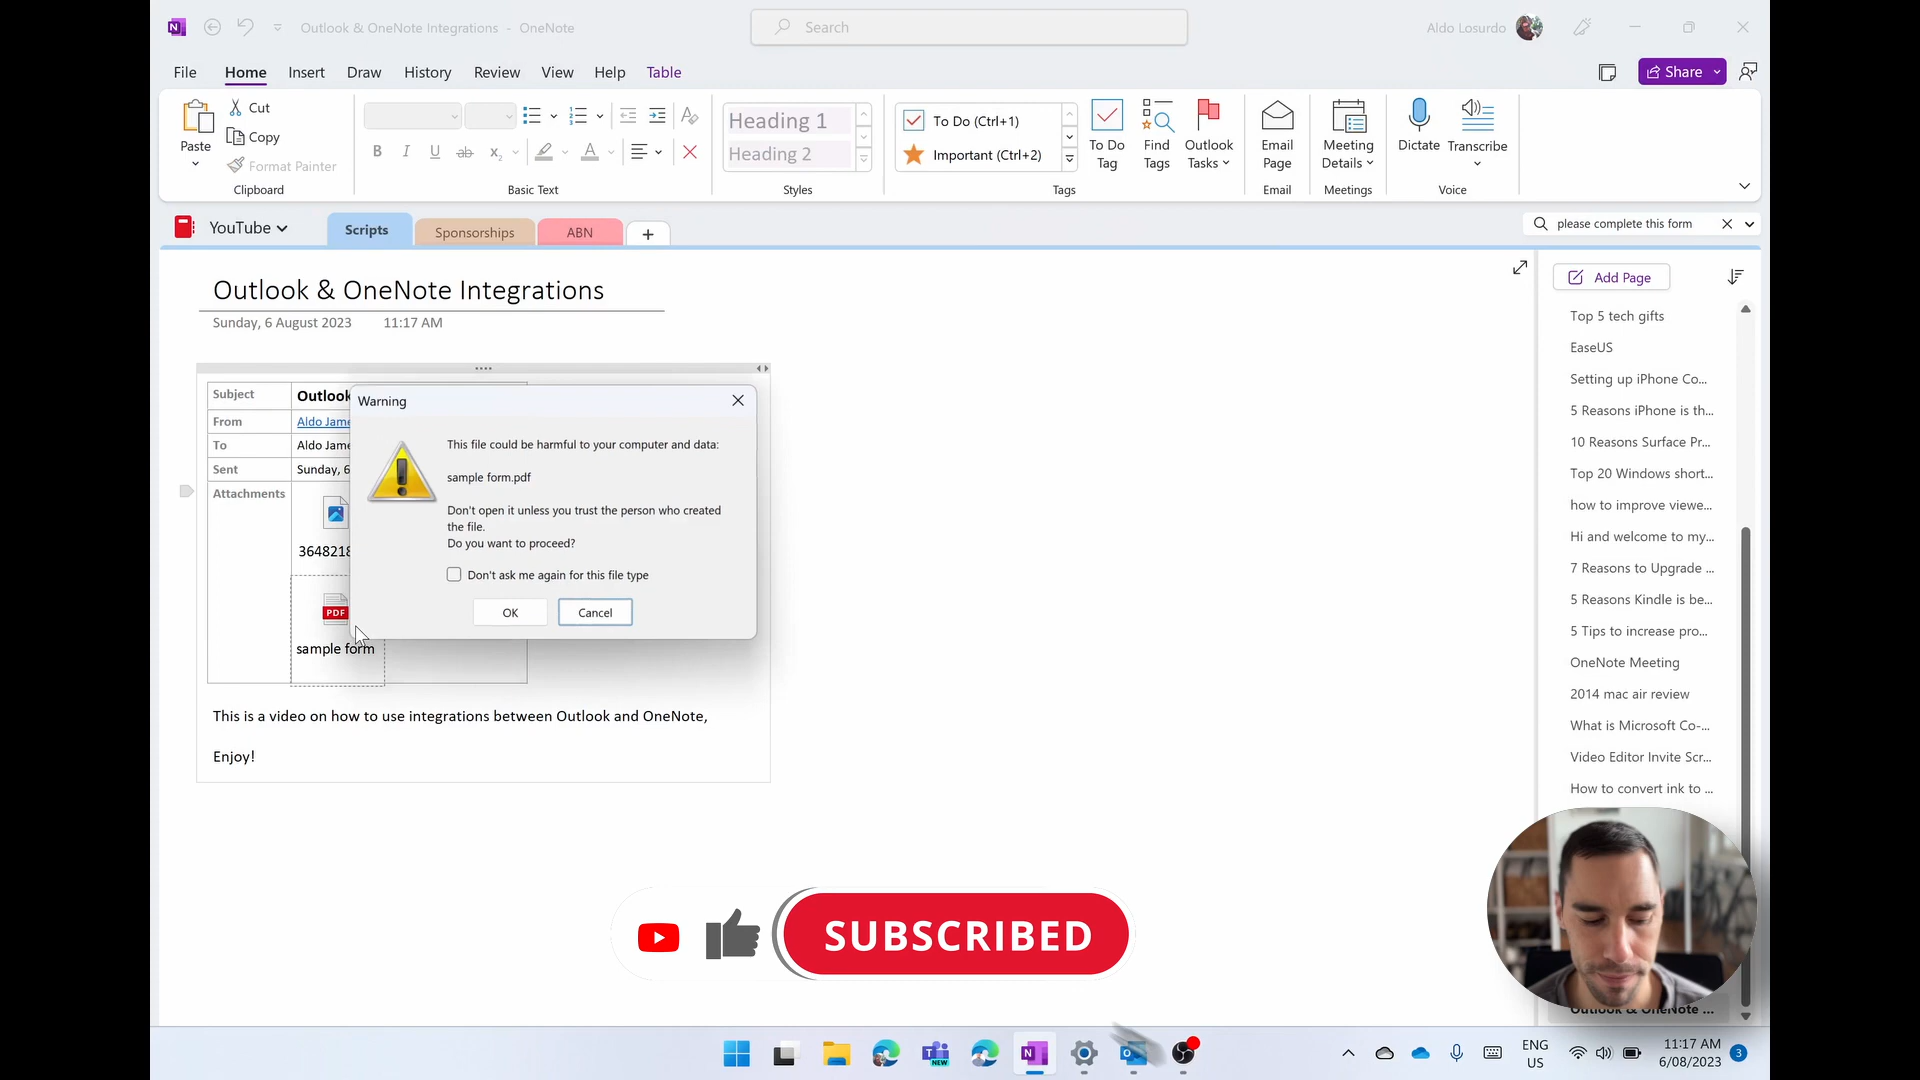 Outlook & OneNote Integrations - OneNote
Search
Aldo Losurdo
File
Home
Insert
Draw
History
Review
View
Help
Table
Share
Paste
Cut
Copy
Format Painter
Clipboard
B I U ab x₂ A
Basic Text
Heading 1
Heading 2
Styles
To Do (Ctrl+1)
Important (Ctrl+2)
To Do
Tag
Find
Tags
Outlook
Tasks
Tags
Email
Page
Email
Meeting
Details
Meetings
Dictate
Transcribe
Voice
YouTube
Scripts
Sponsorships
ABN
please complete this form
Outlook & OneNote Integrations
Sunday, 6 August 2023 11:17 AM
Subject Outlook
From Aldo Jame
To Aldo Jame
Sent Sunday, 6
Attachments
3648218
PDF
sample form
Warning
This file could be harmful to your computer and data:
sample form.pdf
Don't open it unless you trust the person who created
the file.
Do you want to proceed?
Don't ask me again for this file type
OK
Cancel
This is a video on how to use integrations between Outlook and OneNote,
Enjoy!
Add Page
Top 5 tech gifts
EaseUS
Setting up iPhone Co...
5 Reasons iPhone is th...
10 Reasons Surface Pr...
Top 20 Windows short...
how to improve viewe...
Hi and welcome to my...
7 Reasons to Upgrade ...
5 Reasons Kindle is be...
5 Tips to increase pro...
OneNote Meeting
2014 mac air review
What is Microsoft Co-...
Video Editor Invite Scr...
How to convert ink to ...
Outlook & OneNote ...
SUBSCRIBED
NEW
ENG
US
11:17 AM
6/08/2023
3